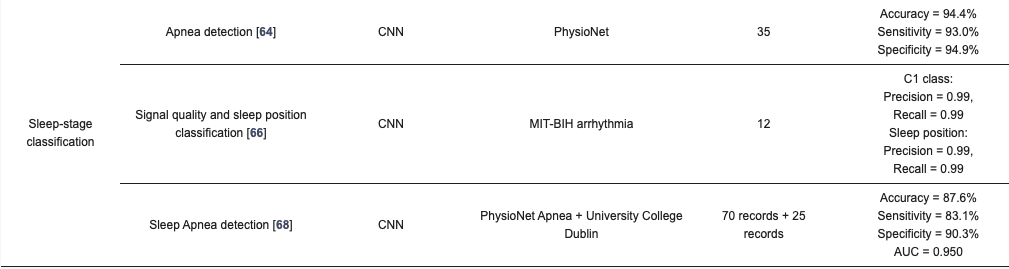 Apnea detection [64]
CNN
PhysioNet
35
Accuracy = 94.4%
Sensitivity = 93.0%
Specificity = 94.9%
Sleep-stage
classification
Signal quality and sleep position
classification [66]
CNN
MIT-BIH arrhythmia
12
C1 class:
Precision = 0.99,
Recall = 0.99
Sleep position:
Precision = 0.99,
Recall = 0.99
Sleep Apnea detection [68]
CNN
PhysioNet Apnea + University College
Dublin
70 records + 25
records
Accuracy = 87.6%
Sensitivity = 83.1%
Specificity = 90.3%
AUC = 0.950